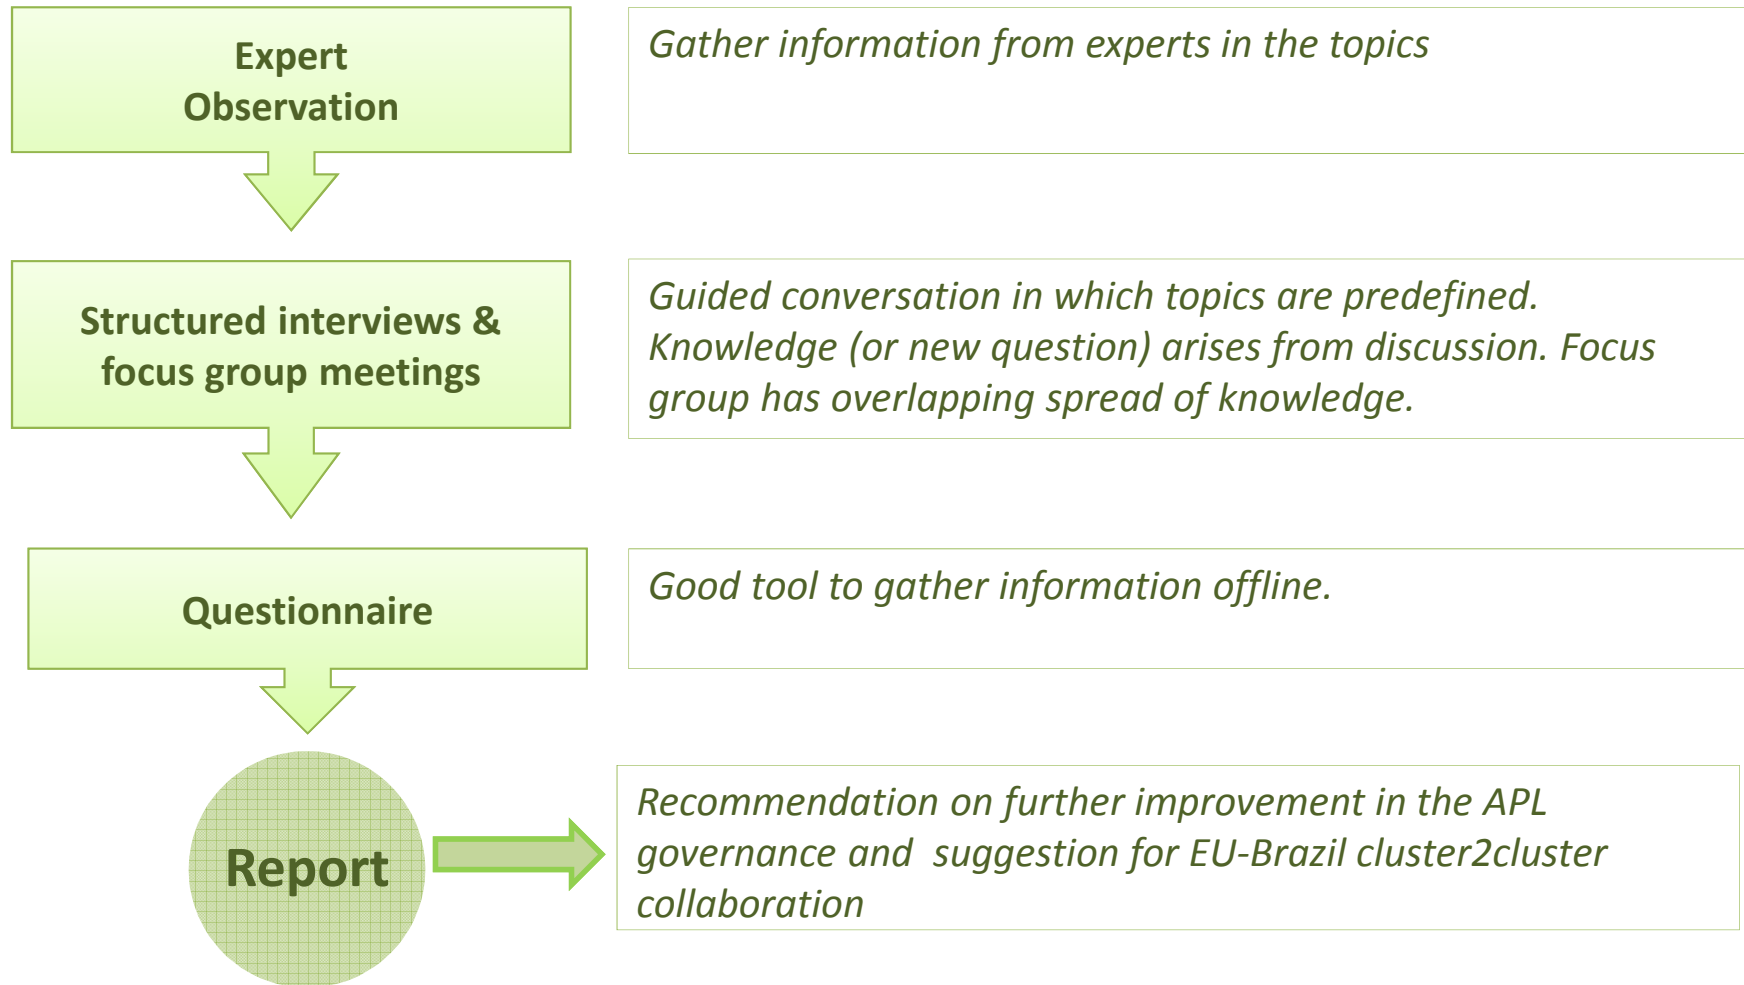 Expert
Observation
Gather information from experts in the topics
Structured interviews &
focus group meetings
Guided conversation in which topics are predefined.
Knowledge (or new question) arises from discussion. Focus
group has overlapping spread of knowledge.
Questionnaire
Good tool to gather information offline.
Report
Recommendation on further improvement in the APL
governance and  suggestion for EU-Brazil cluster2cluster
collaboration